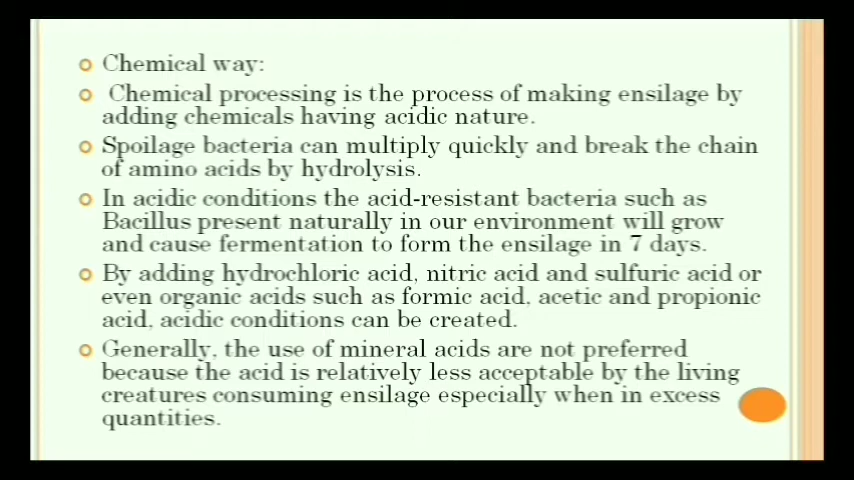 Chemical way:
Chemical processing is the process of making ensilage by
adding chemicals having acidic nature.
Spoilage bacteria can multiply quickly and break the chain
of amino acids by hydrolysis.
In acidic conditions the acid-resistant bacteria such as
Bacillus present naturally in our environment will grow
and cause fermentation to form the ensilage in 7 days.
By adding hydrochloric acid, nitric acid and sulfuric acid or
even organic acids such as formic acid, acetic and propionic
acid, acidic conditions can be created.
Generally, the use of mineral acids are not preferred
because the acid is relatively less acceptable by the living
creatures consuming ensilage especially when in excess
quantities.